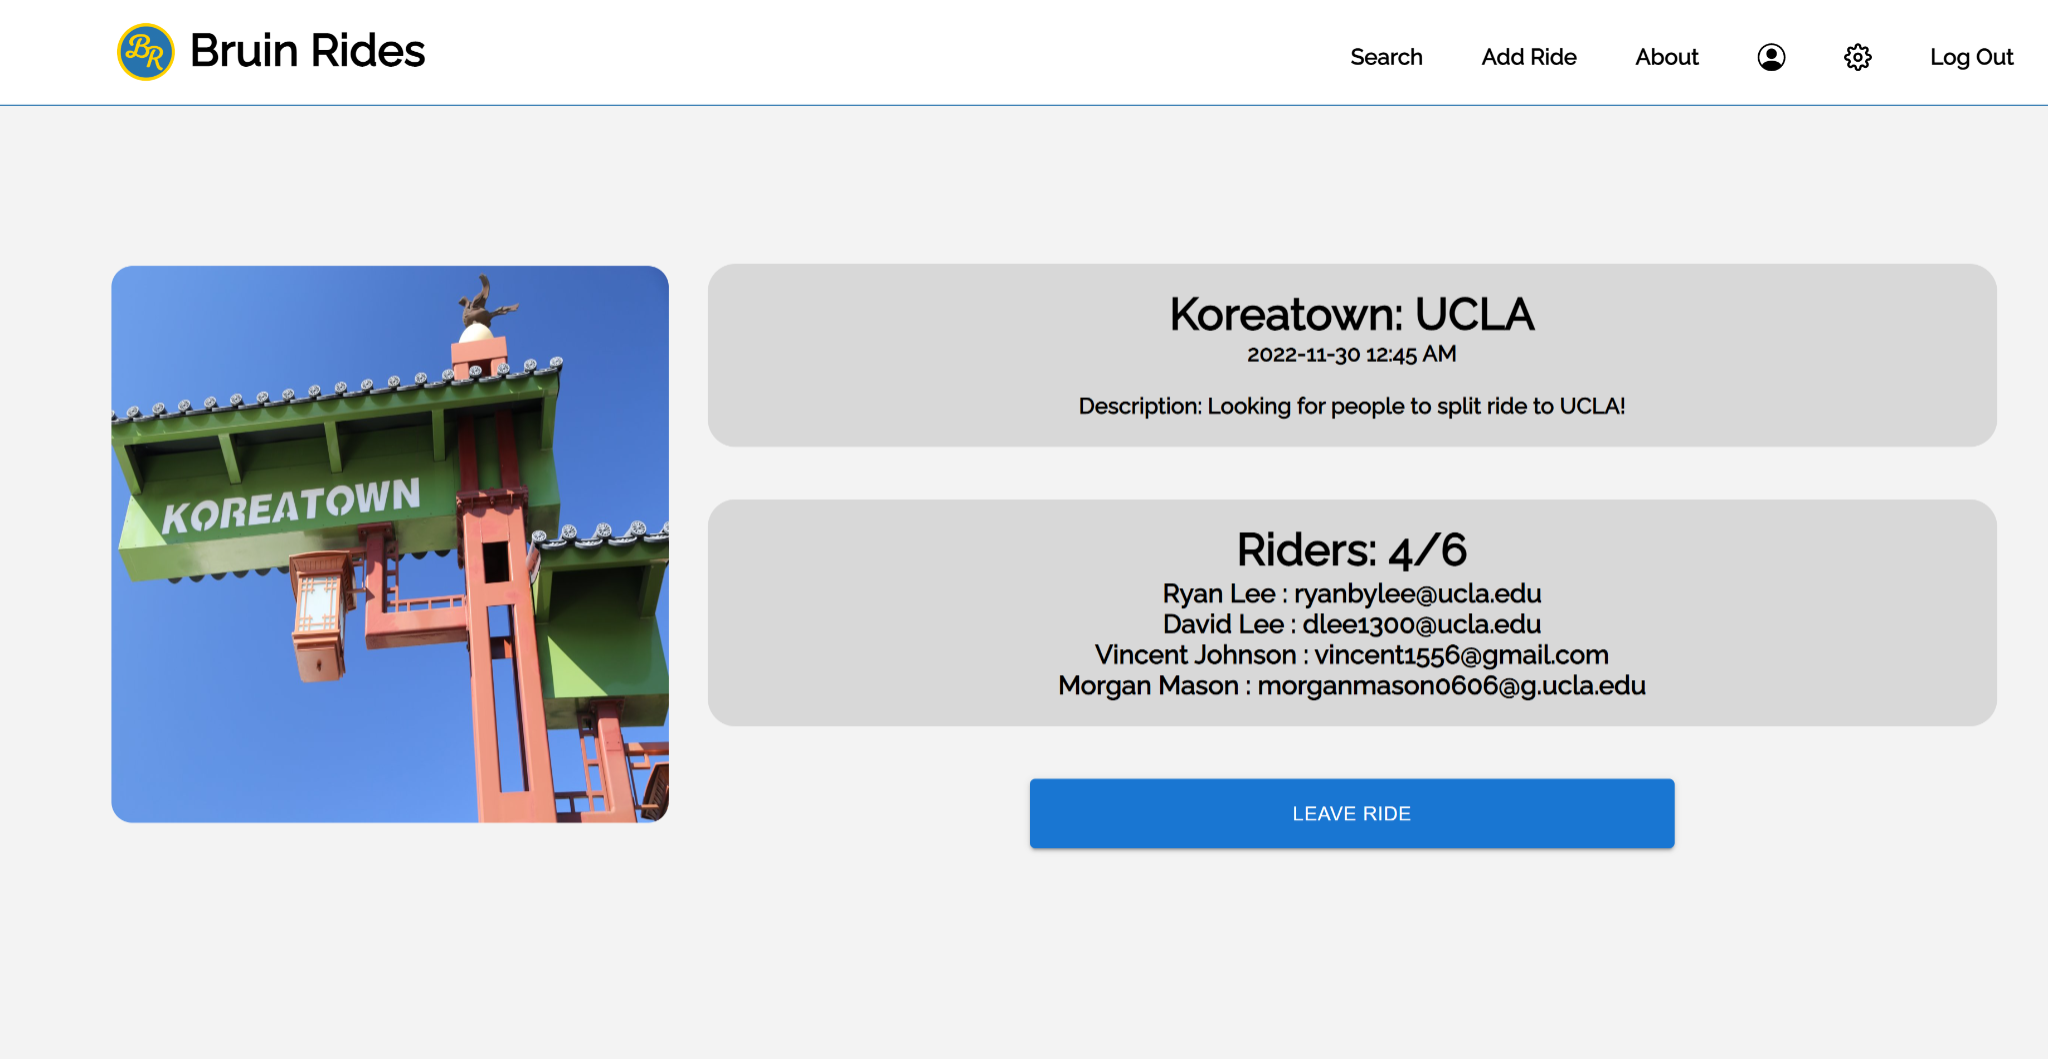 BR Bruin Rides
Search Add Ride About Log Out
KOREATOWN
Koreatown: UCLA
2022-11-30 12:45 AM
Description: Looking for people to split ride to UCLA!
Riders: 4/6
Ryan Lee : ryanbylee@ucla.edu
David Lee : dlee1300@ucla.edu
Vincent Johnson : vincent1556@gmail.com
Morgan Mason : morganmason0606@g.ucla.edu
LEAVE RIDE